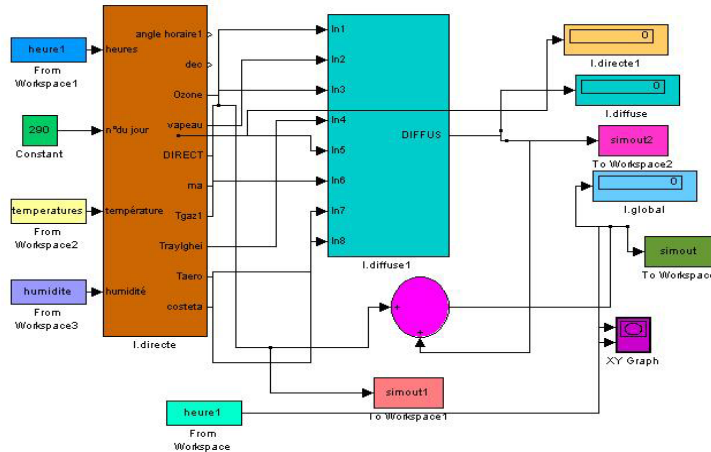 heure1
From
Workspace1
290
Constant
temperatures
From
Workspace2
humidite
From
Workspace3
heures
n°du jour
température
humidité
angle horaire1
dec
Ozone
vapeau
DIRECT
ma
Tgaz1
Traylghei
Taero
costeta
I.directe
In1
In2
In3
In4
In5
In6
In7
In8
DIFFUS
I.diffuse1
0
I.directe1
0
I.diffuse
simout2
To Workspace2
0
I.global
simout
To Workspace
XY Graph
+
+
simout1
To Workspace1
heure1
From
Workspace